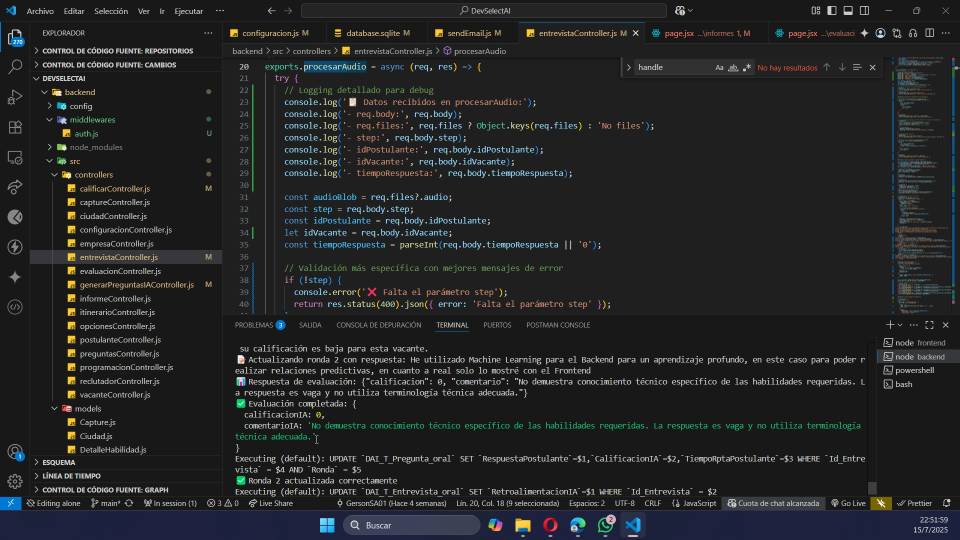 Archivo Editar Selección Ver Ir Ejecutar ··· DevSelectAI
EXPLORADOR
configuracion.js M database.sqlite M sendEmail.js M entrevistaController.js M page.jsx ...\informes 1, M page.jsx ...\evaluaci
CONTROL DE CÓDIGO FUENTE: REPOSITORIOS
CONTROL DE CÓDIGO FUENTE: CAMBIOS
DEVSELECTAI
backend
config
middlewares
auth.js U
node_modules
src
controllers
calificarController.js M
captureController.js
ciudadController.js
configuracionController.js
empresaController.js
entrevistaController.js M
evaluacionController.js
generarPreguntasIAController.js M
informeController.js
itinerarioController.js
opcionesController.js
postulanteController.js
preguntasController.js
programacionController.js
reclutadorController.js
vacanteController.js
models
Capture.js
Ciudad.js
DetalleHabilidad.js
ESQUEMA
LÍNEA DE TIEMPO
CONTROL DE CÓDIGO FUENTE: GRAPH
270
1
backend > src > controllers > entrevistaController.js > procesarAudio
handle Aa ab .* No hay resultados
20 exports.procesarAudio = async (req, res) => {
21 try {
22 // Logging detallado para debug
23 console.log('📋 Datos recibidos en procesarAudio:');
24 console.log('- req.body:', req.body);
25 console.log('- req.files:', req.files ? Object.keys(req.files) : 'No files');
26 console.log('- step:', req.body.step);
27 console.log('- idPostulante:', req.body.idPostulante);
28 console.log('- idVacante:', req.body.idVacante);
29 console.log('- tiempoRespuesta:', req.body.tiempoRespuesta);
30
31 const audioBlob = req.files?.audio;
32 const step = req.body.step;
33 const idPostulante = req.body.idPostulante;
34 let idVacante = req.body.idVacante;
35 const tiempoRespuesta = parseInt(req.body.tiempoRespuesta || '0');
36
37 // Validación más específica con mejores mensajes de error
38 if (!step) {
39 console.error('❌ Falta el parámetro step');
40 return res.status(400).json({ error: 'Falta el parámetro step' });
PROBLEMAS 3 SALIDA CONSOLA DE DEPURACIÓN TERMINAL PUERTOS POSTMAN CONSOLE
su calificación es baja para esta vacante.
📝 Actualizando ronda 2 con respuesta: He utilizado Machine Learning para el Backend para un aprendizaje profundo, en este caso para poder r
ealizar relaciones predictivas, en cuanto a real solo lo mostré con el Frontend
📊 Respuesta de evaluación: {"calificacion": 0, "comentario": "No demuestra conocimiento técnico específico de las habilidades requeridas. L
a respuesta es vaga y no utiliza terminología técnica adecuada."}
✅ Evaluación completada: {
calificacionIA: 0,
comentarioIA: 'No demuestra conocimiento técnico específico de las habilidades requeridas. La respuesta es vaga y no utiliza terminología
técnica adecuada.'
}
Executing (default): UPDATE `DAI_T_Pregunta_oral` SET `RespuestaPostulante`=$1,`CalificacionIA`=$2,`TiempoRptaPostulante`=$3 WHERE `Id_Entre
vista` = $4 AND `Ronda` = $5
✅ Ronda 2 actualizada correctamente
Executing (default): UPDATE `DAI_T_Entrevista_oral` SET `RetroalimentacionIA`=$1 WHERE `Id_Entrevista` = $2
node frontend
node backend
powershell
bash
Editing alone main* In session (1) 3 0 Live Share GersonSA01 (Hace 4 semanas) Lín. 20, Col. 18 (9 seleccionada) Espacios: 2 UTF-8 CRLF {} JavaScript Cuota de chat alcanzada Go Live Prettier
Buscar
2
22:51:59
15/7/2025